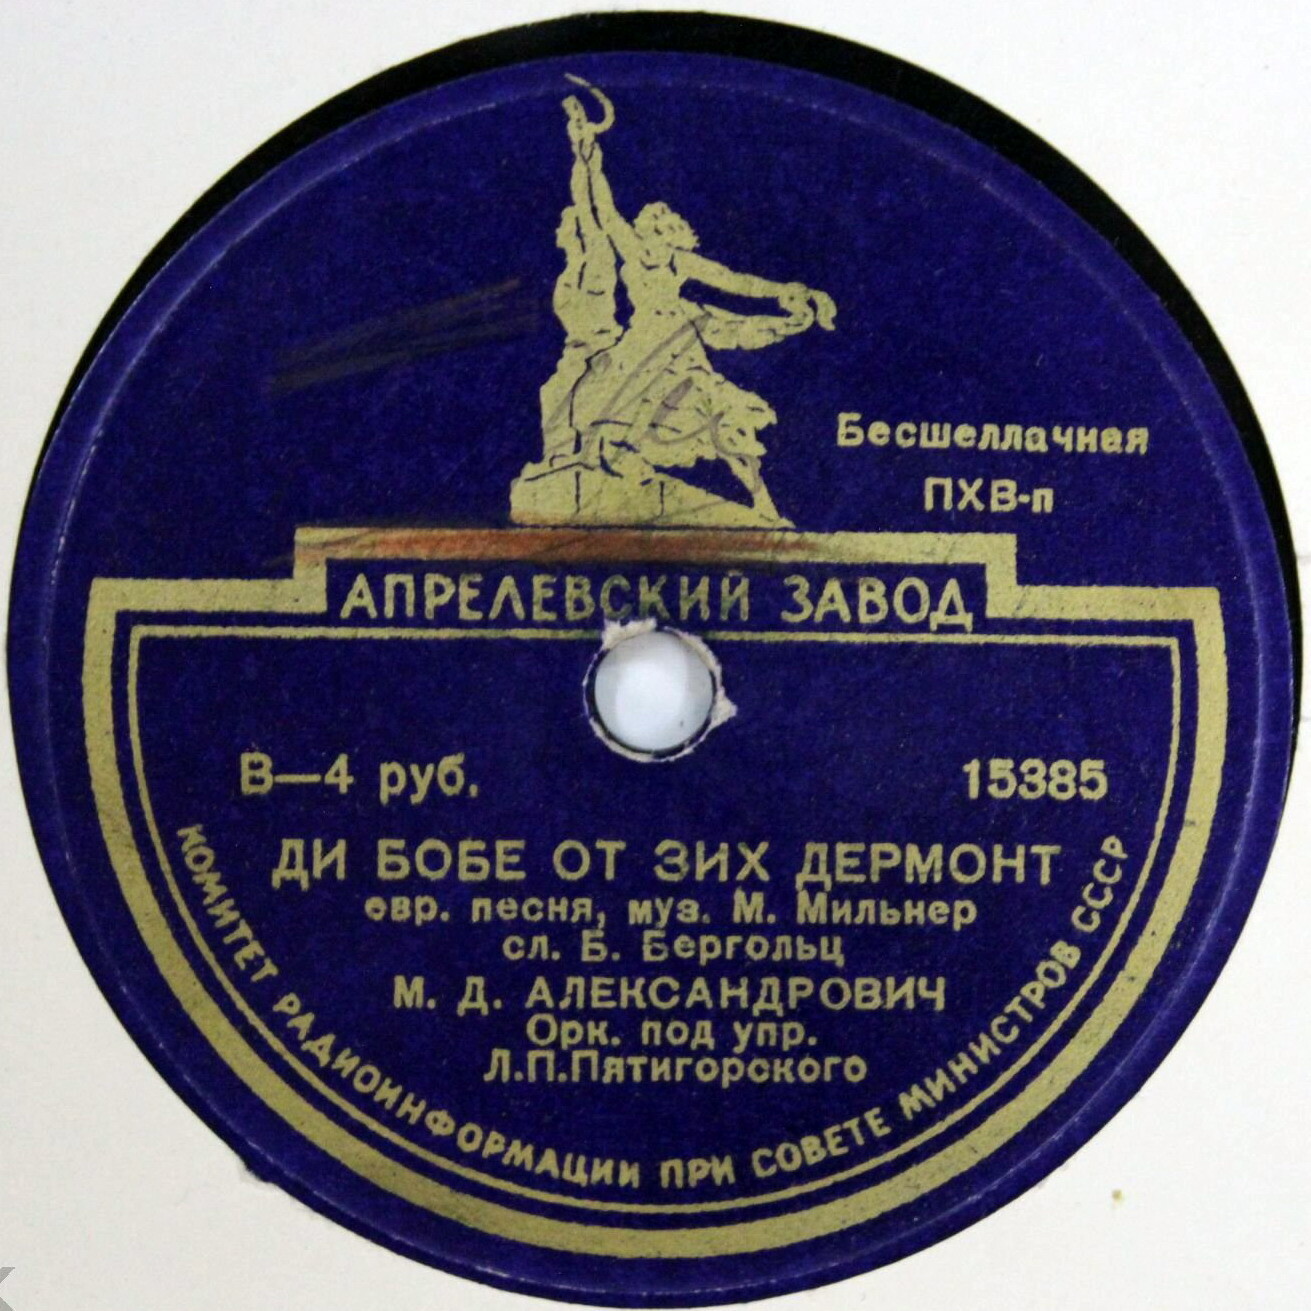 Бесшеллачная
ПХВ-п
АПРЕЛЕВСКИЙ ЗАВОД
В—4 руб.
15385
ДИ БОБЕ ОТ ЗИХ ДЕРМОНТ
евр. песня, муз. М. Мильнер
сл. Б. Бергольц
М. Д. АЛЕКСАНДРОВИЧ
Орк. под упр.
Л.П.Пятигорского
КОМИТЕТ РАДИОИНФОРМАЦИИ ПРИ СОВЕТЕ МИНИСТРОВ СССР